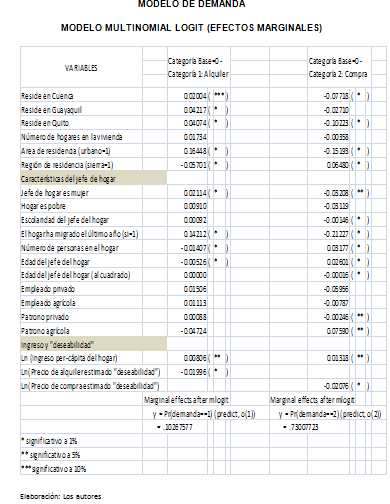 MODELO DE DEMANDA
MODELO MULTINOMIAL LOGIT (EFECTOS MARGINALES)
VARIABLES Categoría Base=0 - Categoría 1: Alquiler Categoría Base=0 - Categoría 2: Compra
Reside en Cuenca 0.02004 ( *** ) -0.07718 ( * )
Reside en Guayaquil 0.04217 ( * ) -0.02710
Reside en Quito 0.04074 ( * ) -0.10223 ( * )
Número de hogares en la vivienda 0.01734 -0.00358
Area de residencia (urbano=1) 0.16448 ( * ) -0.15193 ( * )
Región de residencia (sierra=1) -0.05701 ( * ) 0.06480 ( * )
Características del jefe de hogar
Jefe de hogar es mujer 0.02114 ( * ) -0.03208 ( ** )
Hogar es pobre 0.00910 -0.03119
Escolaridad del jefe del hogar 0.00092 -0.00146 ( * )
El hogar ha migrado el último año (si=1) 0.14212 ( * ) -0.21227 ( * )
Número de personas en el hogar -0.01407 ( * ) 0.03177 ( * )
Edad del jefe del hogar -0.00526 ( * ) 0.02601 ( * )
Edad del jefe del hogar (al cuadrado) 0.00000 -0.00016 ( * )
Empleado privado 0.01506 -0.05956
Empleado agrícola 0.01113 -0.00787
Patrono privado 0.00088 -0.00246 ( ** )
Patrono agrícola -0.04724 0.07590 ( ** )
Ingreso y "deseabilidad"
Ln (Ingreso per-cápita del hogar) 0.00806 ( ** ) 0.01318 ( ** )
Ln(Precio de alquiler estimado "deseabilidad") -0.01996 ( * )
Ln(Precio de compra estimado "deseabilidad") -0.02076 ( * )
Marginal effects after mlogit Marginal effects after mlogit
y = Pr(demanda==1) (predict, o(1)) y = Pr(demanda==2) (predict, o(2))
= .10267577 = .73007723
* significativo a 1%
** significativo a 5%
*** significativo a 10%
Elaboración: Los autores